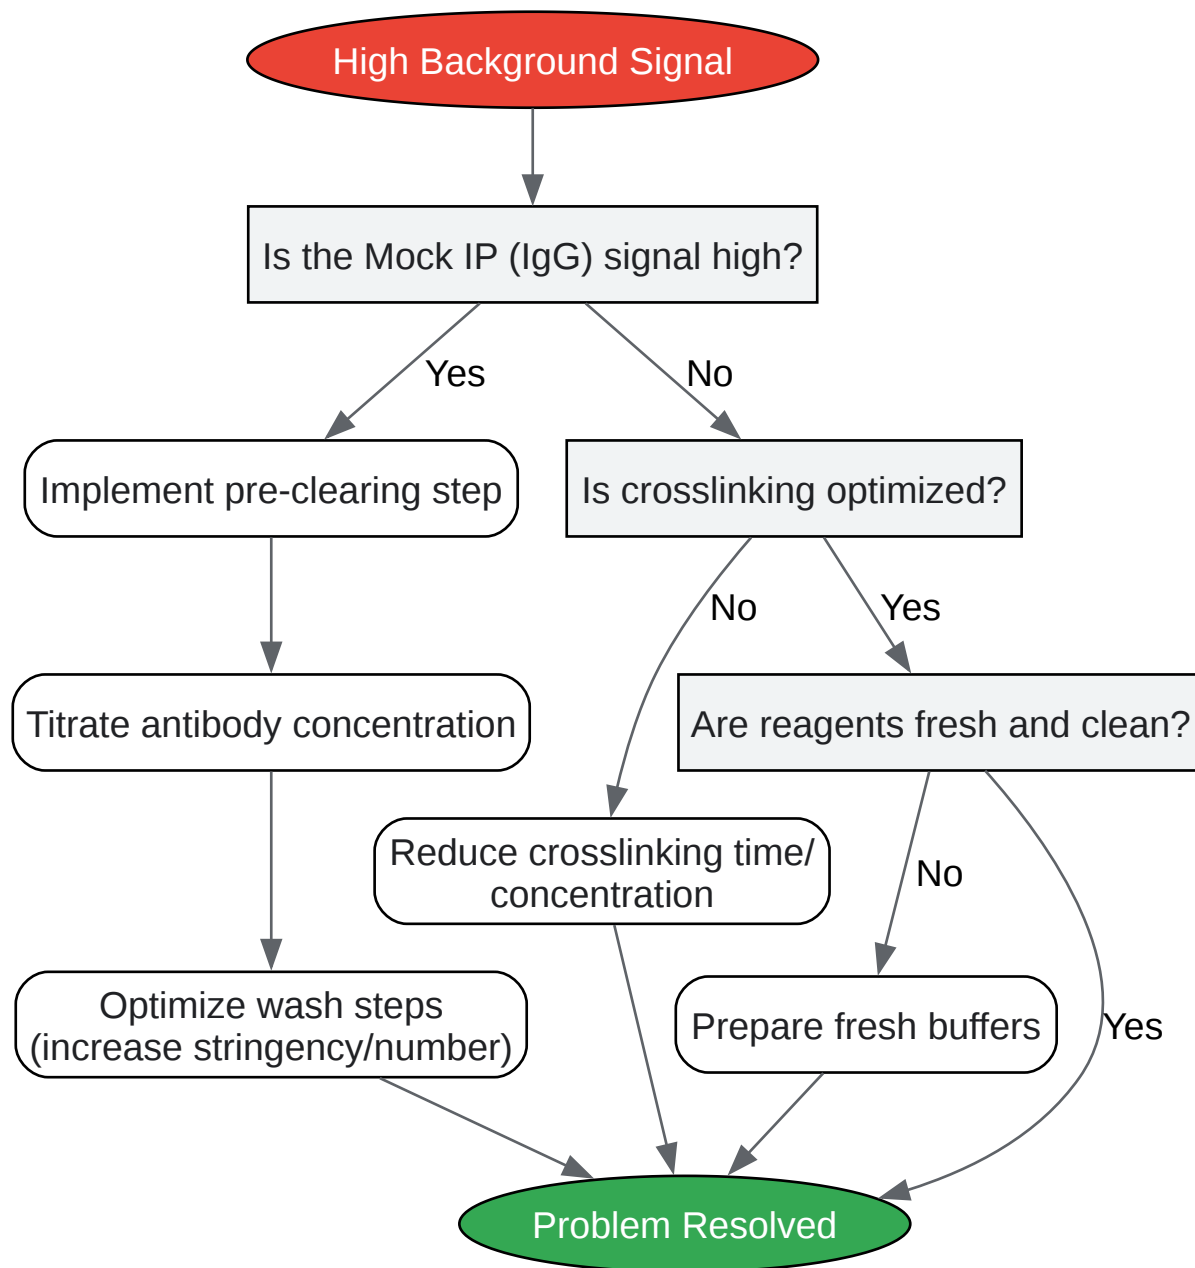 High Background Signal
Is the Mock IP (IgG) signal high?
Yes
No
Implement pre-clearing step
Is crosslinking optimized?
No
Yes
Titrate antibody concentration
Are reagents fresh and clean?
Reduce crosslinking time/
concentration
No
Optimize wash steps
(increase stringency/number)
Prepare fresh buffers
Yes
Problem Resolved